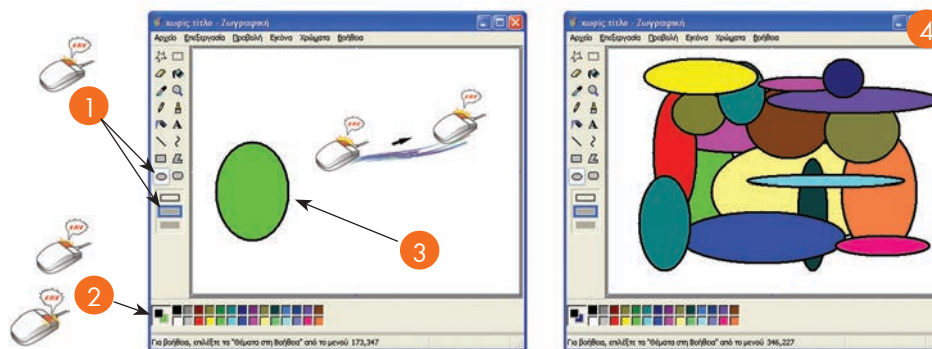 χωρίς τίτλο - Ζωγραφική
Αρχείο Επεξεργασία Προβολή Εικόνα Χρώματα Βοήθεια
1
2
3
Για βοήθεια, επιλέξτε τα "Θέματα στη Βοήθεια" από το μενού 173,347
χωρίς τίτλο - Ζωγραφική
4
Αρχείο Επεξεργασία Προβολή Εικόνα Χρώματα Βοήθεια
Για βοήθεια, επιλέξτε τα "Θέματα στη Βοήθεια" από το μενού 346,227